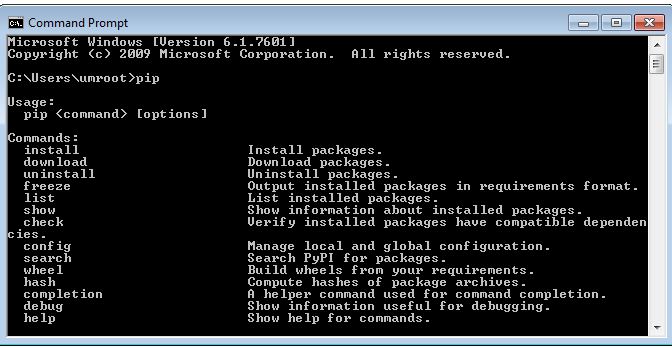 Command Prompt
Microsoft Windows [Version 6.1.7601]
Copyright (c) 2009 Microsoft Corporation.  All rights reserved.
C:\Users\umroot>pip
Usage:
  pip <command> [options]
Commands:
  install                     Install packages.
  download                    Download packages.
  uninstall                   Uninstall packages.
  freeze                      Output installed packages in requirements format.
  list                        List installed packages.
  show                        Show information about installed packages.
  check                       Verify installed packages have compatible dependen
cies.
  config                      Manage local and global configuration.
  search                      Search PyPI for packages.
  wheel                       Build wheels from your requirements.
  hash                        Compute hashes of package archives.
  completion                  A helper command used for command completion.
  debug                       Show information useful for debugging.
  help                        Show help for commands.